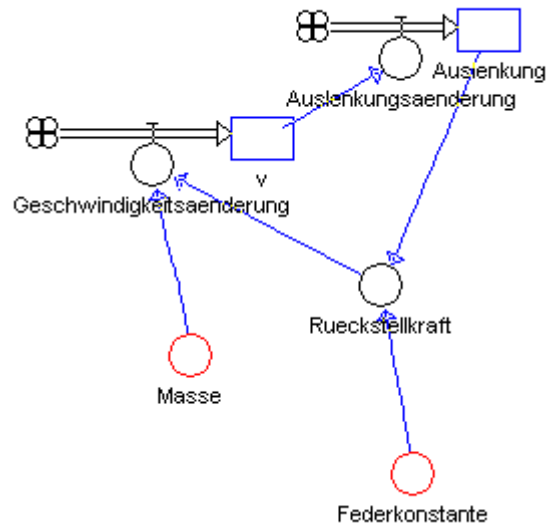 Auslenkung
Auslenkungsaenderung
v
Geschwindigkeitsaenderung
Rueckstellkraft
Masse
Federkonstante